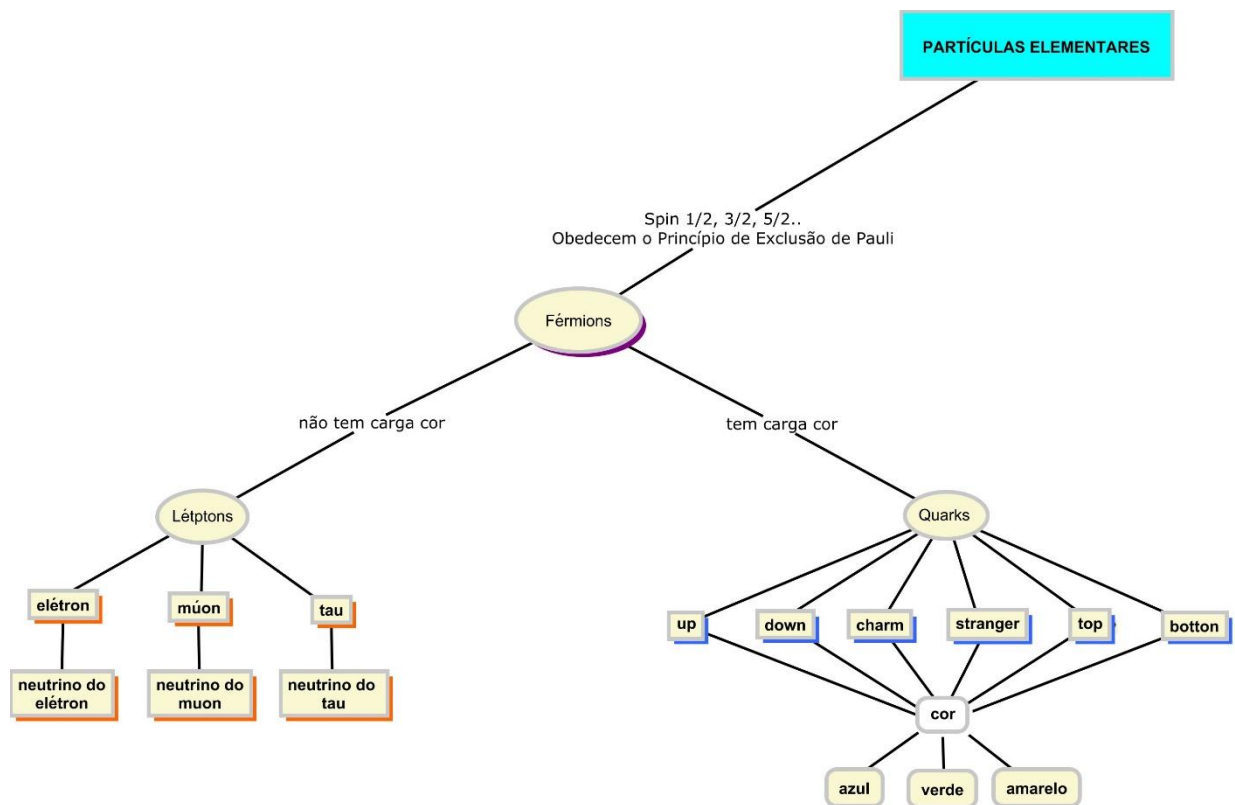 PARTÍCULAS ELEMENTARES
Spin 1/2, 3/2, 5/2..
Obedecem o Princípio de Exclusão de Pauli
Férmions
não tem carga cor
tem carga cor
Létptons
Quarks
elétron
múon
tau
up
down
charm
stranger
top
botton
neutrino do
elétron
neutrino do
muon
neutrino do
tau
cor
azul
verde
amarelo